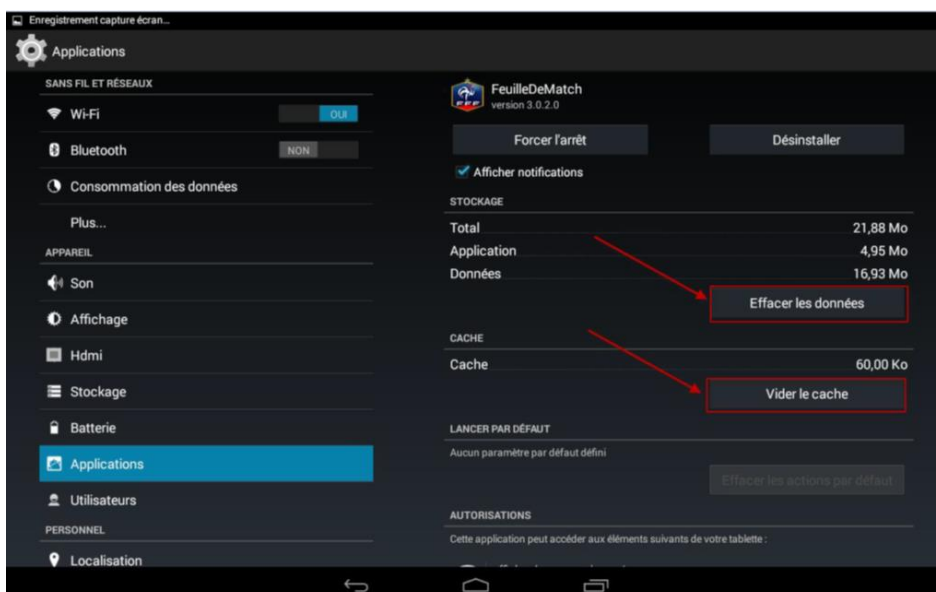 Enregistrement capture écran...
Applications
SANS FIL ET RÉSEAUX
Wi-Fi
OUI
Bluetooth
NON
Consommation des données
Plus...
APPAREIL
Son
Affichage
Hdmi
Stockage
Batterie
Applications
Utilisateurs
PERSONNEL
Localisation
FFF
FeuilleDeMatch
version 3.0.2.0
Forcer l'arrêt
Désinstaller
Afficher notifications
STOCKAGE
Total 21,88 Mo
Application 4,95 Mo
Données 16,93 Mo
Effacer les données
CACHE
Cache 60,00 Ko
Vider le cache
LANCER PAR DÉFAUT
Aucun paramètre par défaut défini
Effacer les actions par défaut
AUTORISATIONS
Cette application peut accéder aux éléments suivants de votre tablette :